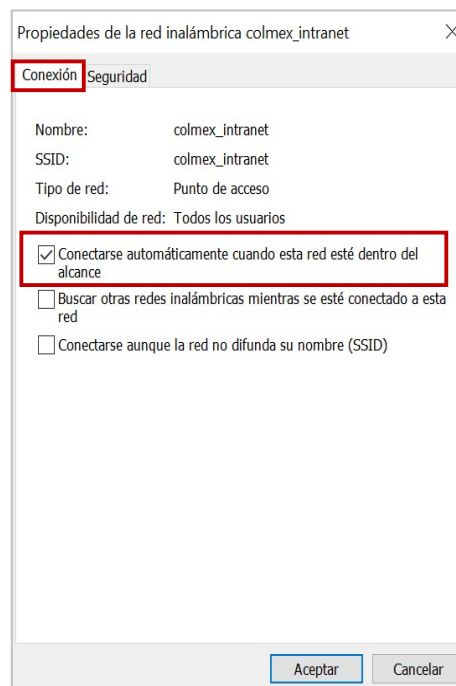 Propiedades de la red inalámbrica colmex_intranet
Conexión Seguridad
Nombre: colmex_intranet
SSID: colmex_intranet
Tipo de red: Punto de acceso
Disponibilidad de red: Todos los usuarios
Conectarse automáticamente cuando esta red esté dentro del
alcance
Buscar otras redes inalámbricas mientras se esté conectado a esta
red
Conectarse aunque la red no difunda su nombre (SSID)
Aceptar Cancelar